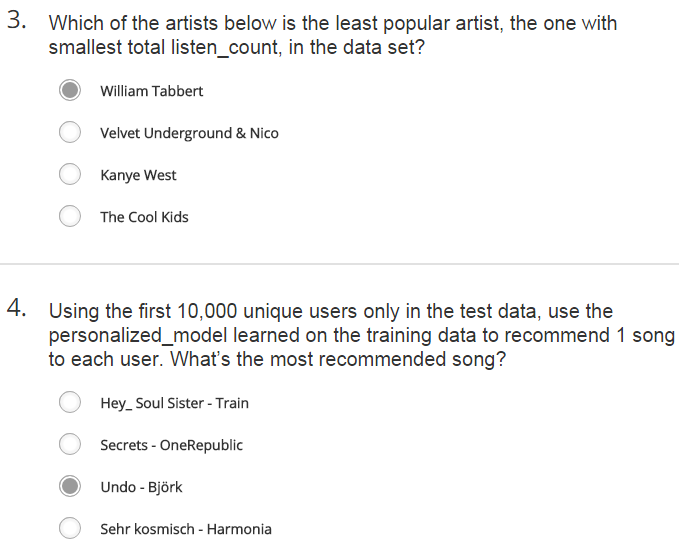 3. Which of the artists below is the least popular artist, the one with
smallest total listen_count, in the data set?
William Tabbert
Velvet Underground & Nico
Kanye West
The Cool Kids
4. Using the first 10,000 unique users only in the test data, use the
personalized_model learned on the training data to recommend 1 song
to each user. What's the most recommended song?
Hey_ Soul Sister - Train
Secrets - OneRepublic
Undo - Björk
Sehr kosmisch - Harmonia